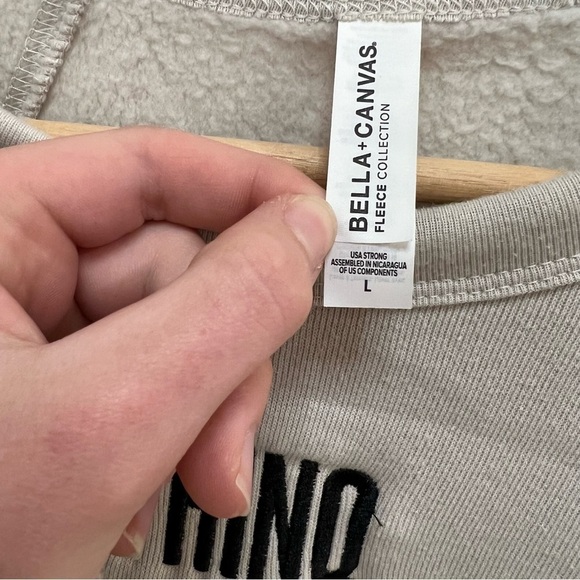 BELLA+CANVAS.
FLEECE COLLECTION
USA STRONG
ASSEMBLED IN NICARAGUA
OF US COMPONENTS
L